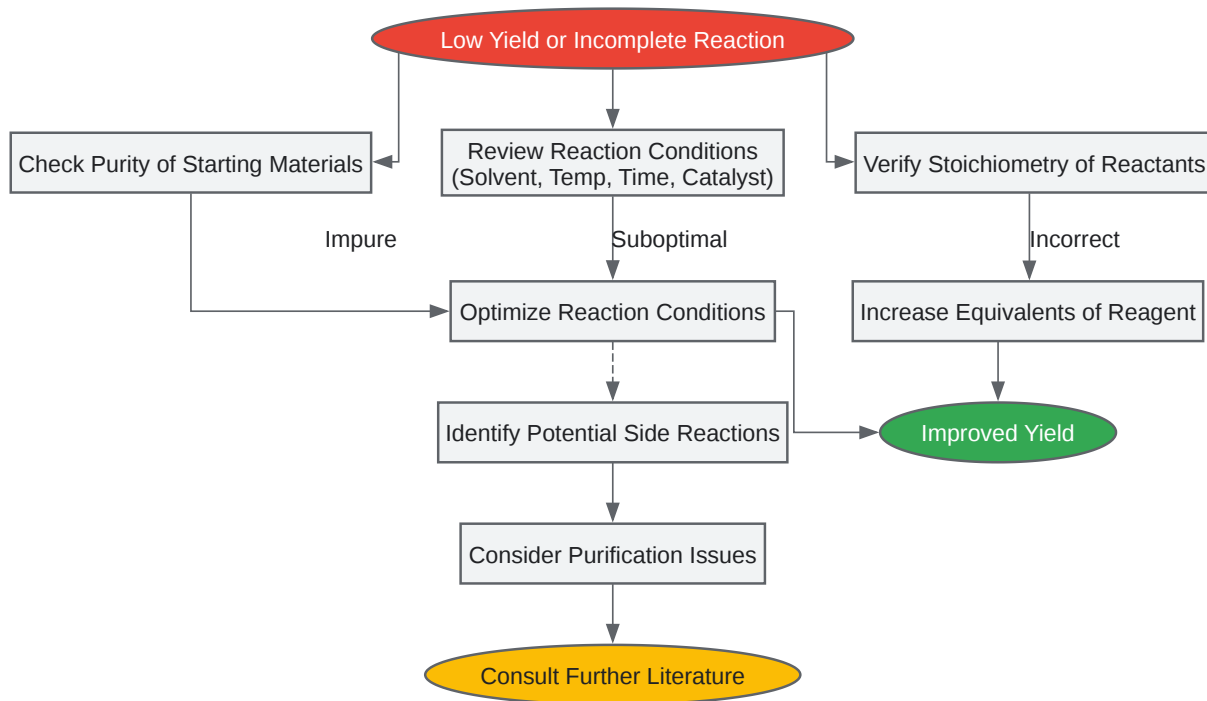 Low Yield or Incomplete Reaction
Check Purity of Starting Materials
Review Reaction Conditions
(Solvent, Temp, Time, Catalyst)
Verify Stoichiometry of Reactants
Impure
Suboptimal
Incorrect
Optimize Reaction Conditions
Increase Equivalents of Reagent
Identify Potential Side Reactions
Improved Yield
Consider Purification Issues
Consult Further Literature